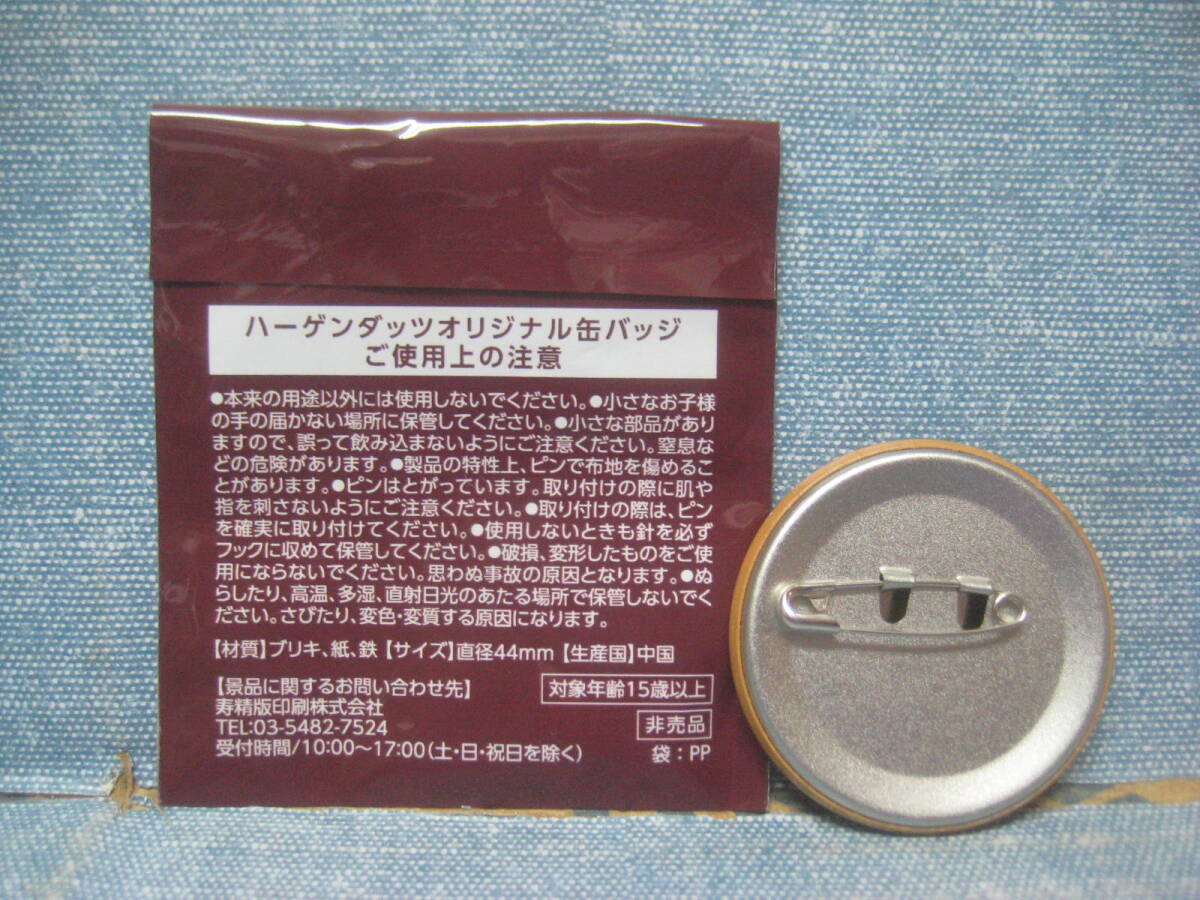 ハーゲンダッツオリジナル缶バッジ
ご使用上の注意
●本来の用途以外には使用しないでください。●小さなお子様
の手の届かない場所に保管してください。●小さな部品があり
ますので、誤って飲み込まないようにご注意ください。窒息な
どの危険があります。●製品の特性上、ピンで布地を傷めるこ
とがあります。●ピンはとがっています。取り付けの際に肌や
指を刺さないようにご注意ください。●取り付けの際は、ピン
を確実に取り付けてください。●使用しないときも針を必ず
フックに収めて保管してください。●破損、変形したものをご使
用にならないでください。思わぬ事故の原因となります。●ぬ
らしたり、高温、多湿、直射日光のあたる場所で保管しないでく
ださい。さびたり、変色・変質する原因になります。
【材質】ブリキ、紙、鉄【サイズ】直径44mm【生産国】中国
【景品に関するお問い合わせ先】
寿精版印刷株式会社
TEL:03-5482-7524
受付時間/10:00〜17:00(土・日・祝日を除く)
対象年齢15歳以上
非売品
袋：PP